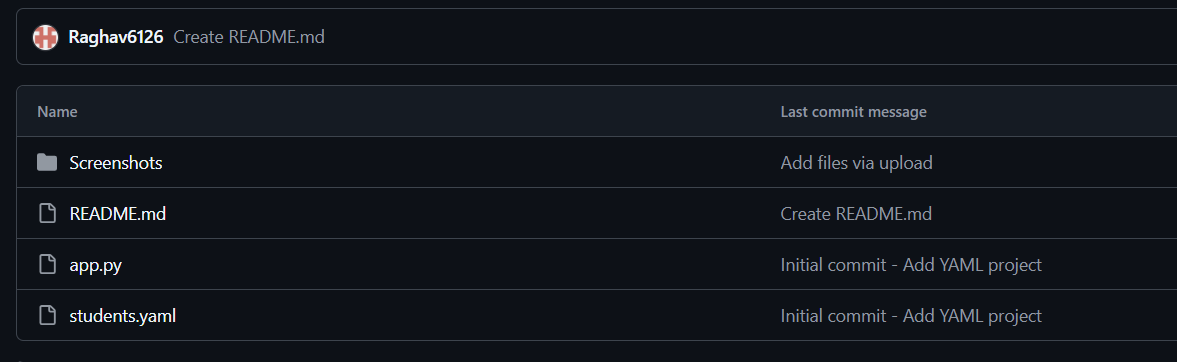 Raghav6126 Create README.md
Name Last commit message
Screenshots Add files via upload
README.md Create README.md
app.py Initial commit - Add YAML project
students.yaml Initial commit - Add YAML project